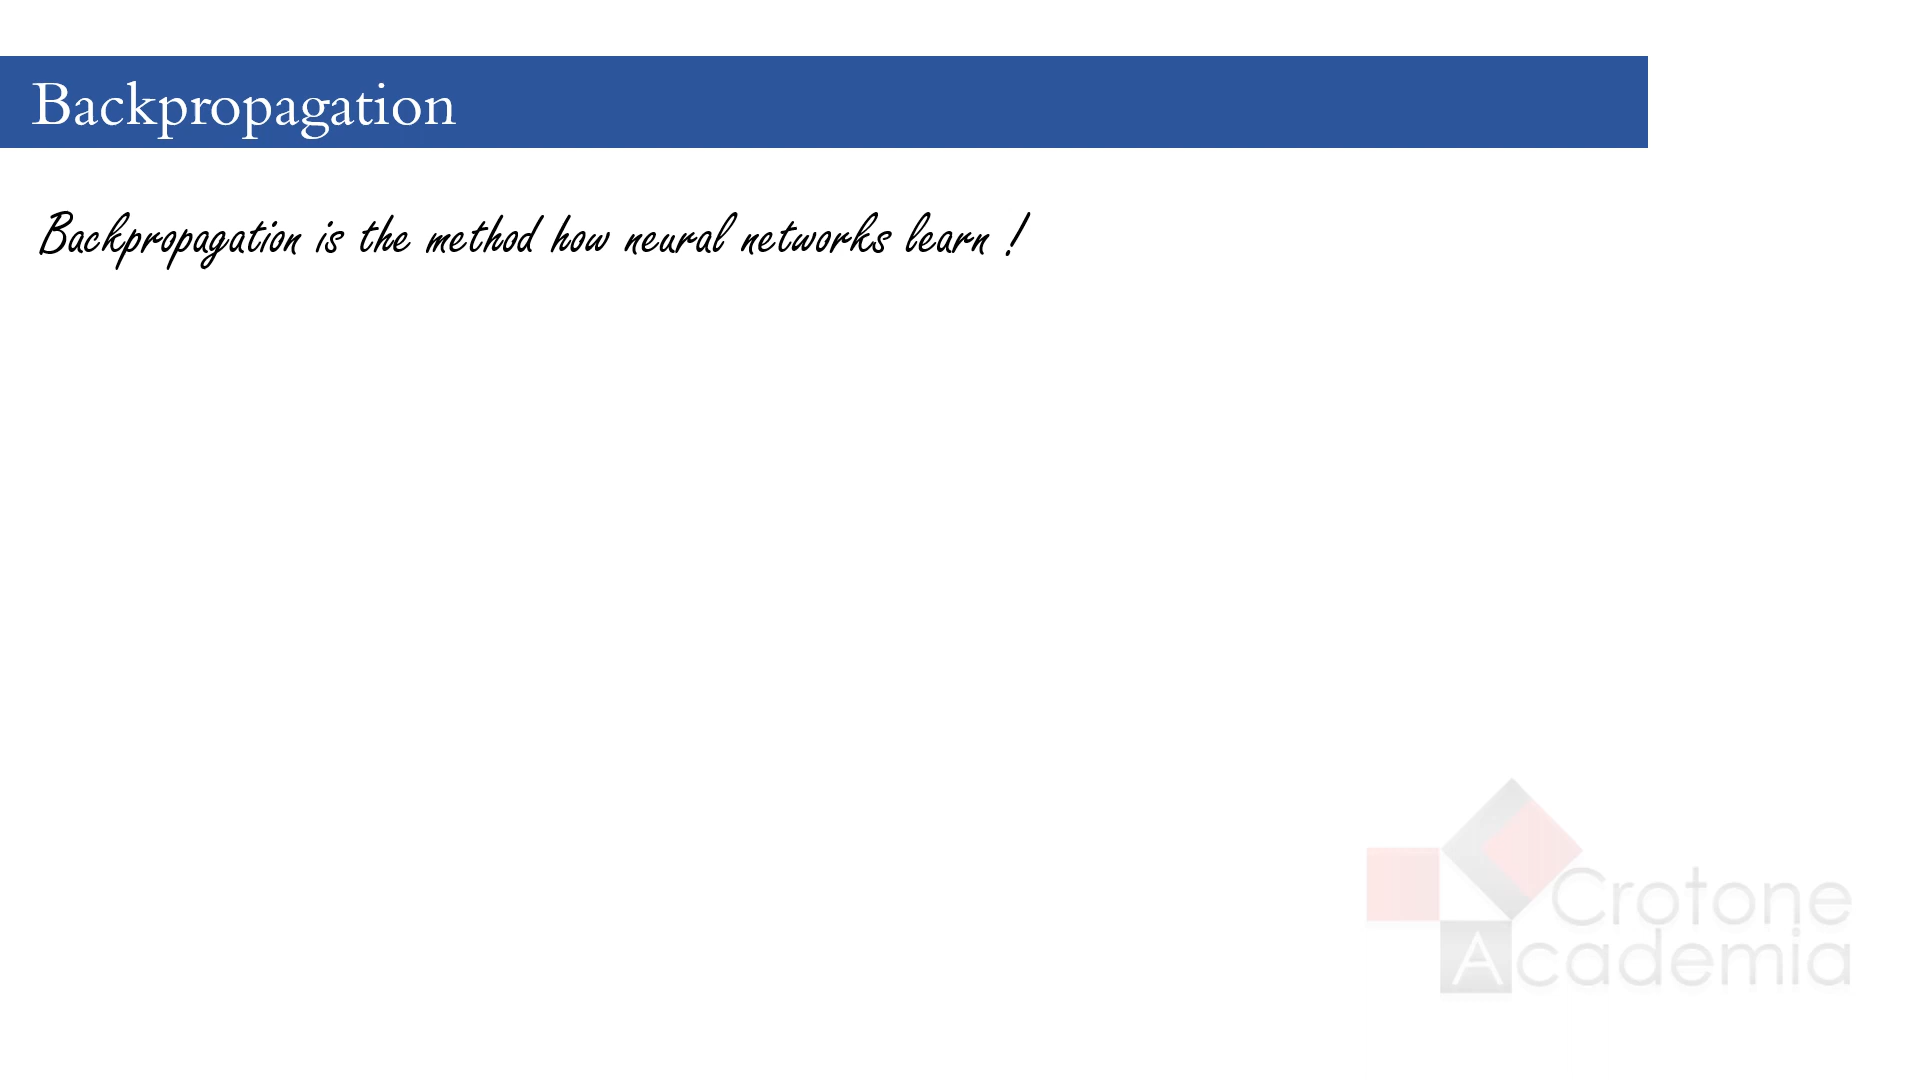 Backpropagation
Backpropagation is the method how neural networks learn !
Crotone
Academia